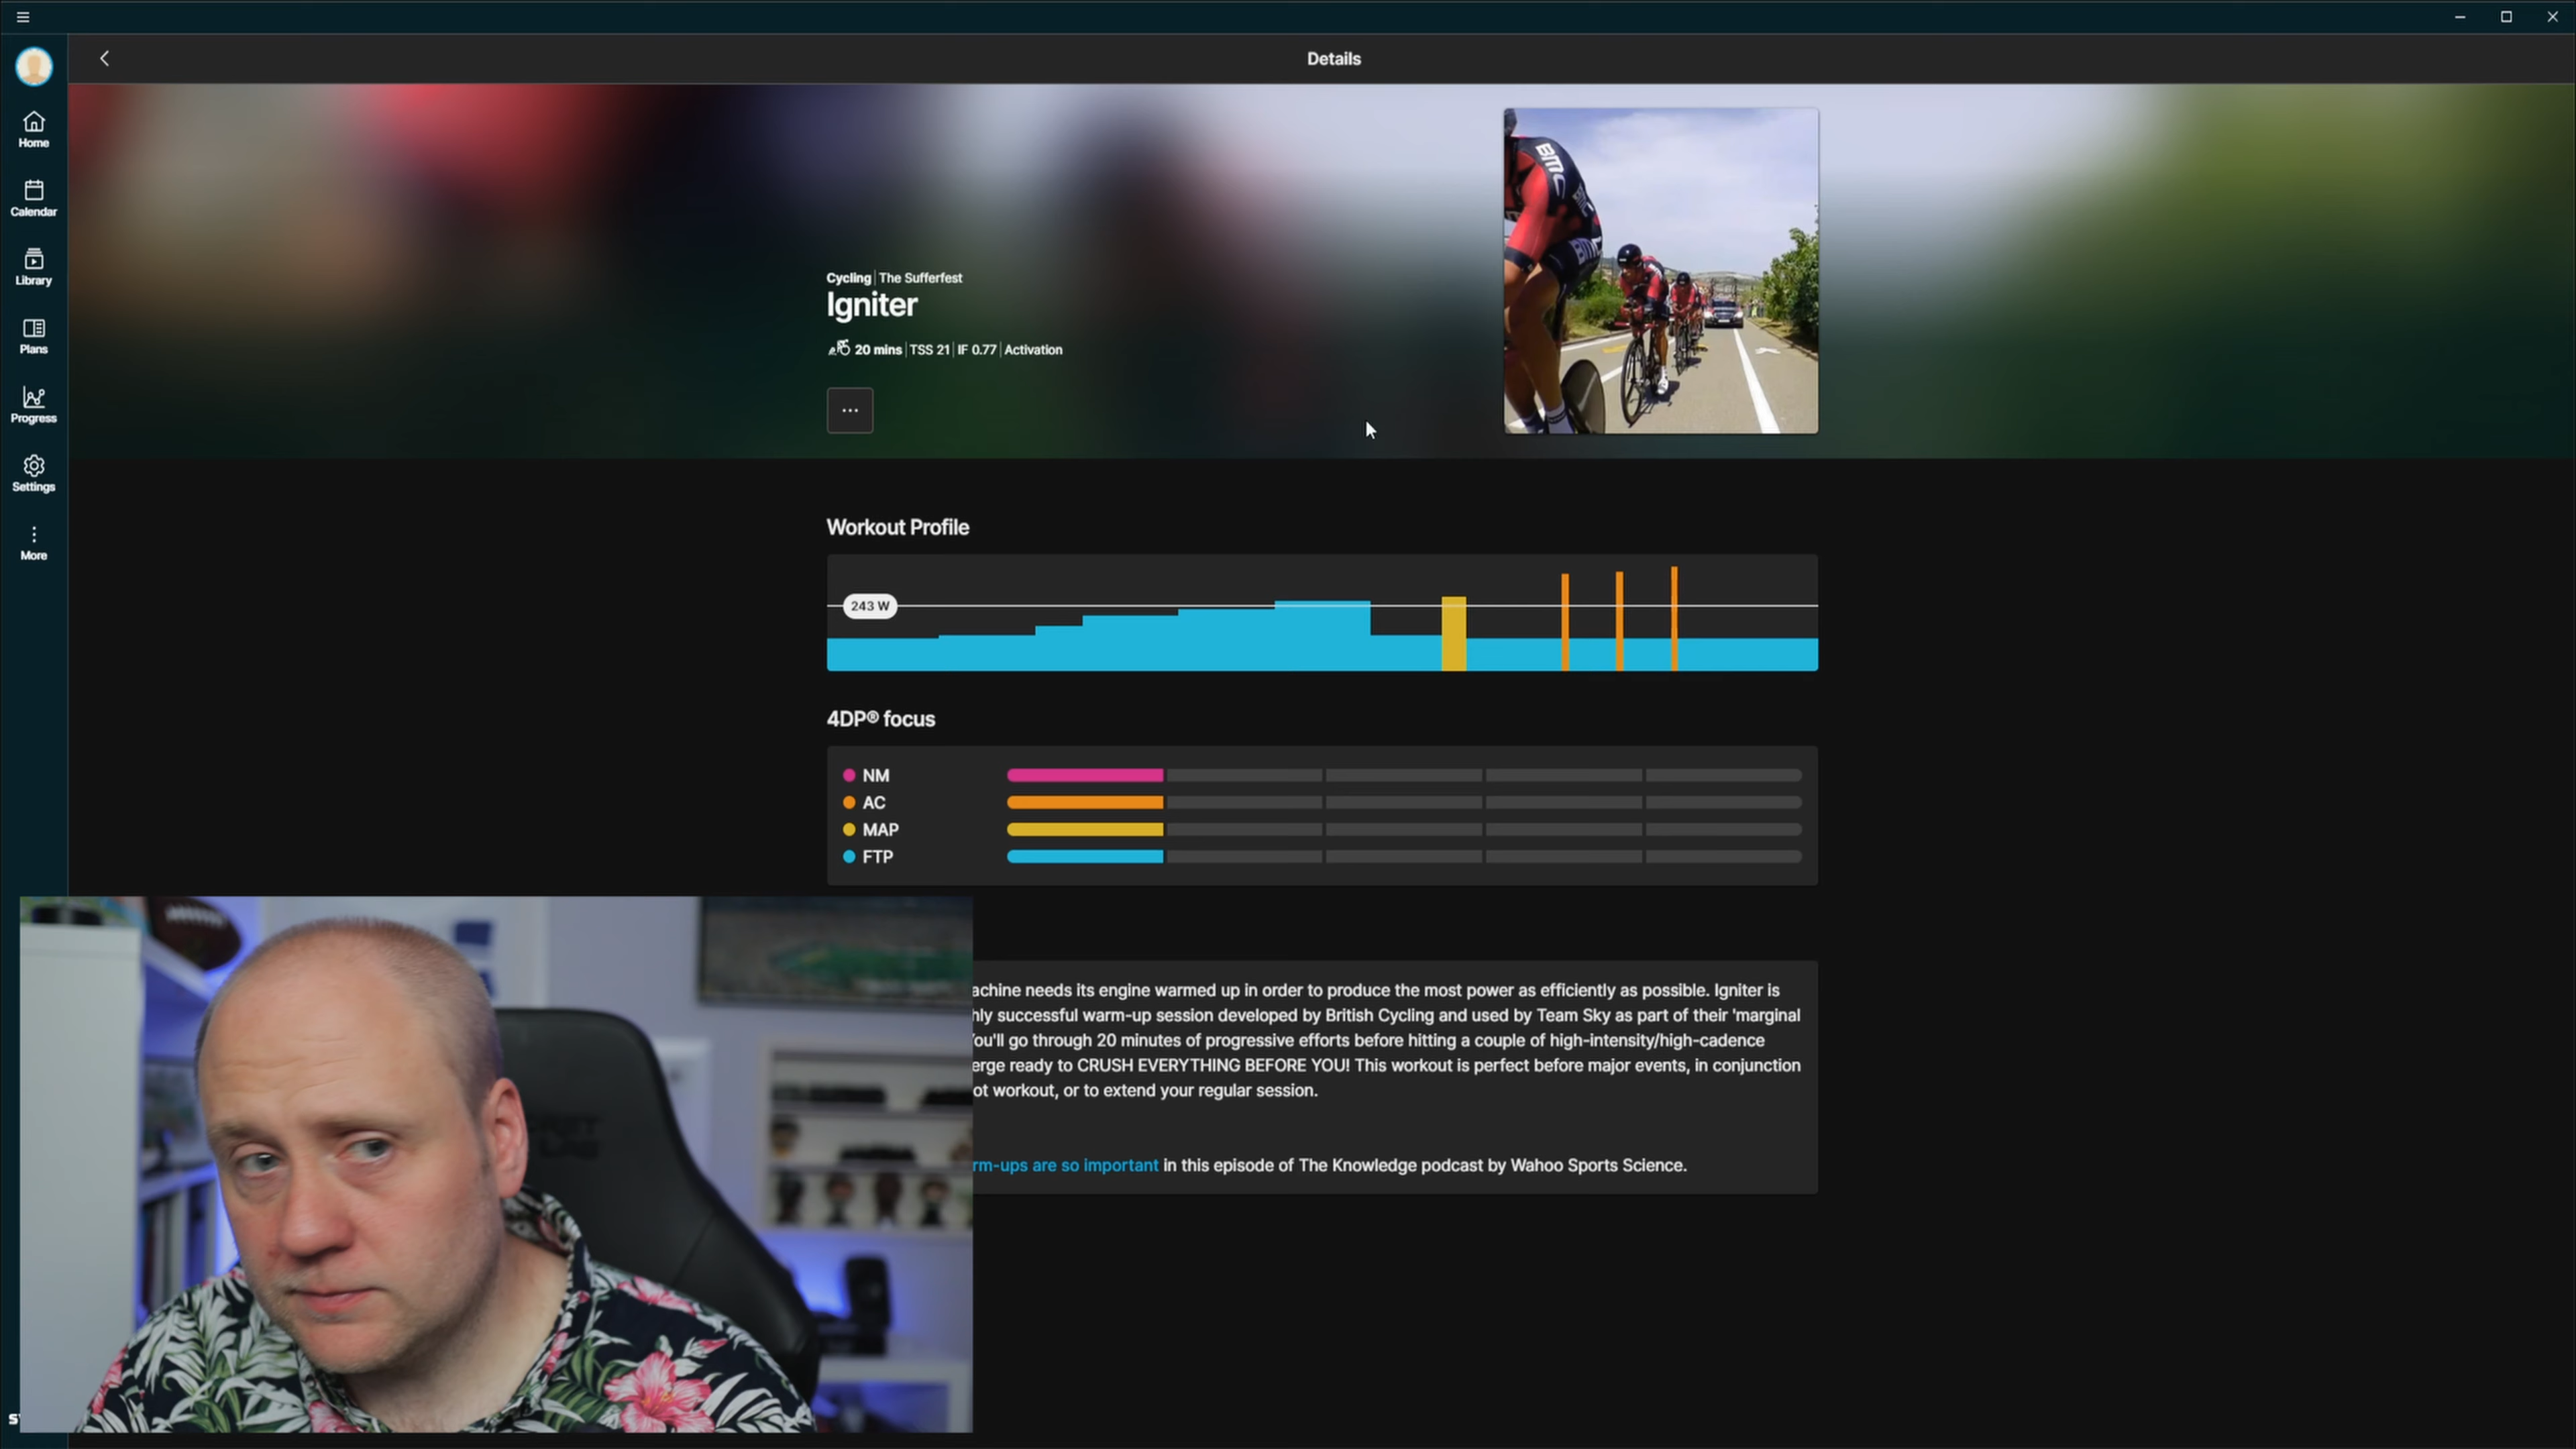 Details
Home
Calendar
Library
Plans
Progress
Settings
More
Cycling | The Sufferfest
Igniter
20 mins | TSS 21 | IF 0.77 | Activation
...
BMC
BMC
Workout Profile
243 W
4DP® focus
NM
AC
MAP
FTP
achine needs its engine warmed up in order to produce the most power as efficiently as possible. Igniter is
hly successful warm-up session developed by British Cycling and used by Team Sky as part of their 'marginal
You'll go through 20 minutes of progressive efforts before hitting a couple of high-intensity/high-cadence
erge ready to CRUSH EVERYTHING BEFORE YOU! This workout is perfect before major events, in conjunction
ot workout, or to extend your regular session.
rm-ups are so important in this episode of The Knowledge podcast by Wahoo Sports Science.